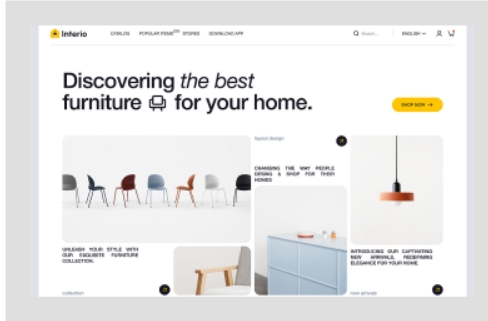 Interio
CATALOG
POPULAR ITEMS
STORIES
DOWNLOAD APP
Search...
ENGLISH
Discovering the best
furniture for your home.
SHOP NOW →
layout design
CHANGING THE WAY PEOPLE
DESING & SHOP FOR THEIR
HOMES
UNLEASH YOUR STYLE WITH
OUR EXQUISITE FURNITURE
COLLECTION.
INTRODUCING OUR CAPTIVATING
NEW ARRIVALS, REDEFINING
ELEGANCE FOR YOUR HOME.
collection
new arrivals